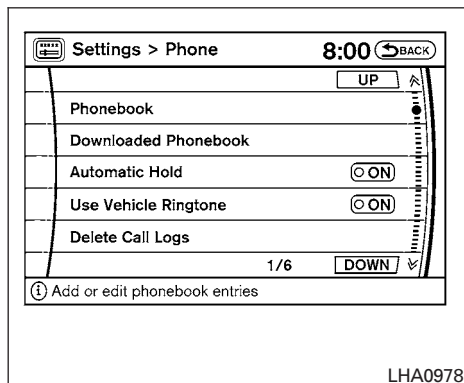 Settings > Phone 8:00 BACK
UP
Phonebook
Downloaded Phonebook
Automatic Hold ON
Use Vehicle Ringtone ON
Delete Call Logs
1/6 DOWN
i Add or edit phonebook entries
LHA0978